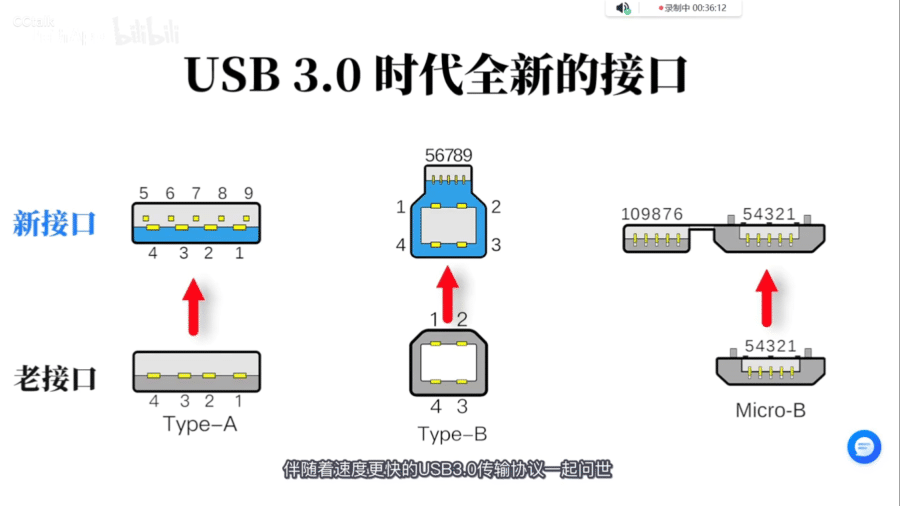 录制中 00:36:12
bilibili
USB 3.0 时代全新的接口
56789
5 6 7 8 9
1 2
109876 54321
新接口
4 3 2 1
4 3
1 2
54321
老接口
4 3 2 1
4 3
Type-A
Type-B
Micro-B
伴随着速度更快的USB3.0传输协议一起问世